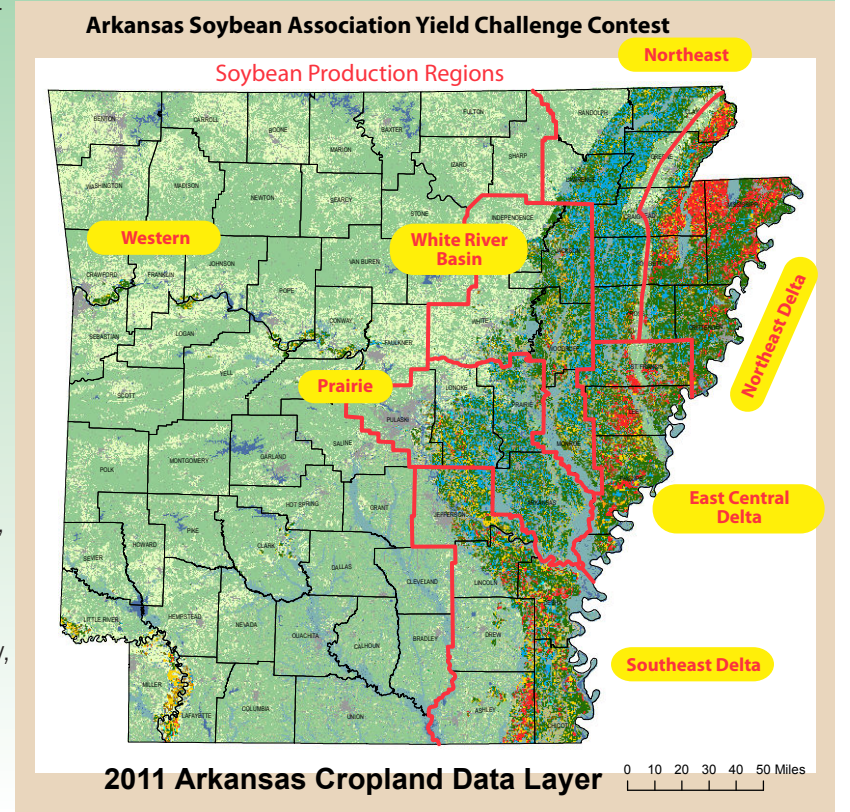 Arkansas Soybean Association Yield Challenge Contest
Northeast
Soybean Production Regions
BENTON
CARROLL
BOONE
MARION
BAXTER
FULTON
SHARP
RANDOLPH
IZARD
WASHINGTON
MADISON
NEWTON
SEARCY
STONE
INDEPENDENCE
Western
White River
Basin
JOHNSON
VAN BUREN
CRAWFORD
FRANKLIN
POPE
CONWAY
WHITE
Northeast Delta
SEBASTIAN
LOGAN
FAULKNER
YELL
Prairie
LONOKE
PRAIRIE
ST FRANCIS
LEE
SCOTT
PULASKI
MONROE
SALINE
GARLAND
POLK
MONTGOMERY
East Central
Delta
HOT SPRING
GRANT
JEFFERSON
ARKANSAS
PIKE
HOWARD
SEVIER
CLARK
DALLAS
CLEVELAND
LINCOLN
LITTLE RIVER
HEMPSTEAD
NEVADA
OUACHITA
CALHOUN
BRADLEY
DREW
Southeast Delta
MILLER
LAFAYETTE
COLUMBIA
UNION
ASHLEY
CHICOT
2011 Arkansas Cropland Data Layer
0 10 20 30 40 50 Miles